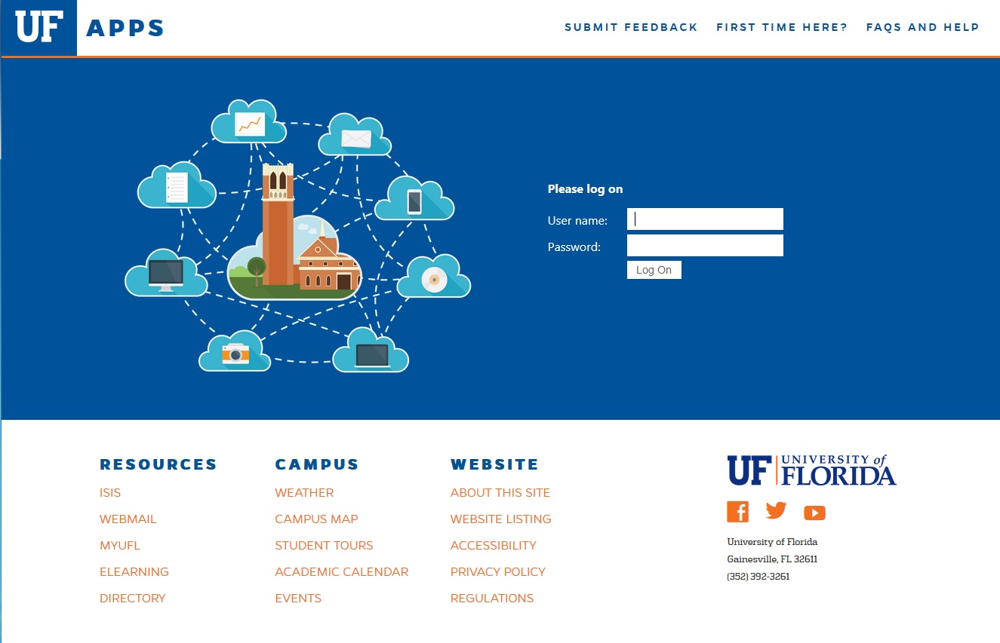 UF APPS
SUBMIT FEEDBACK FIRST TIME HERE? FAQS AND HELP
Please log on
User name:
Password:
Log On
RESOURCES
ISIS
WEBMAIL
MYUFL
ELEARNING
DIRECTORY
CAMPUS
WEATHER
CAMPUS MAP
STUDENT TOURS
ACADEMIC CALENDAR
EVENTS
WEBSITE
ABOUT THIS SITE
WEBSITE LISTING
ACCESSIBILITY
PRIVACY POLICY
REGULATIONS
UF UNIVERSITY of
FLORIDA
University of Florida
Gainesville, FL 32611
(352) 392-3261